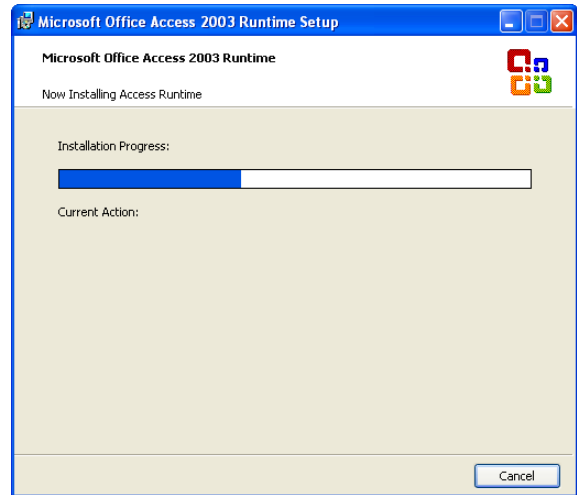 Microsoft Office Access 2003 Runtime Setup
Microsoft Office Access 2003 Runtime
Now Installing Access Runtime
Installation Progress:
Current Action:
Cancel